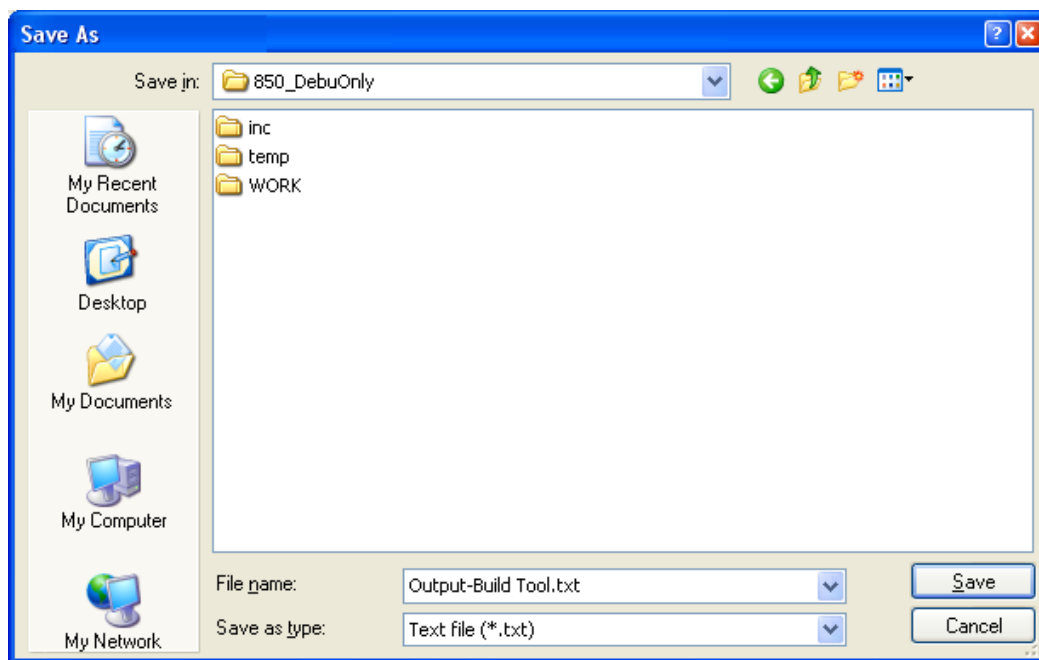 Save As
Save in:
850_DebuOnly
inc
temp
WORK
My Recent
Documents
Desktop
My Documents
My Computer
My Network
File name:
Output-Build Tool.txt
Save
Save as type:
Text file (*.txt)
Cancel